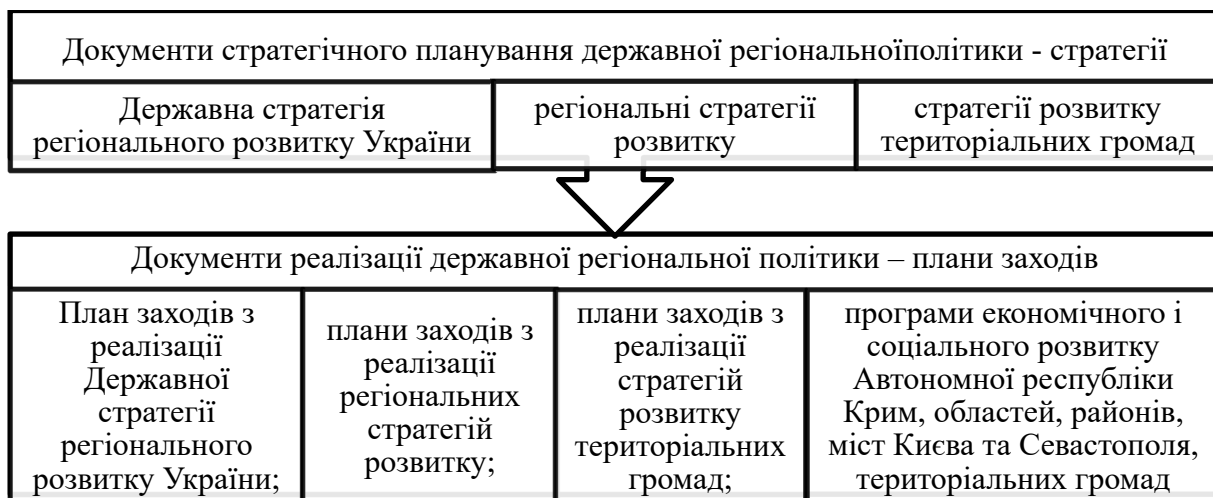 Документи стратегічного планування державної регіональноїполітики - стратегії
Державна стратегія
регіонального розвитку України
регіональні стратегії
розвитку
стратегії розвитку
територіальних громад
Документи реалізації державної регіональної політики – плани заходів
План заходів з
реалізації
Державної
стратегії
регіонального
розвитку України;
плани заходів з
реалізації
регіональних
стратегій
розвитку;
плани заходів з
реалізації
стратегій
розвитку
територіальних
громад;
програми економічного і
соціального розвитку
Автономної республіки
Крим, областей, районів,
міст Києва та Севастополя,
територіальних громад